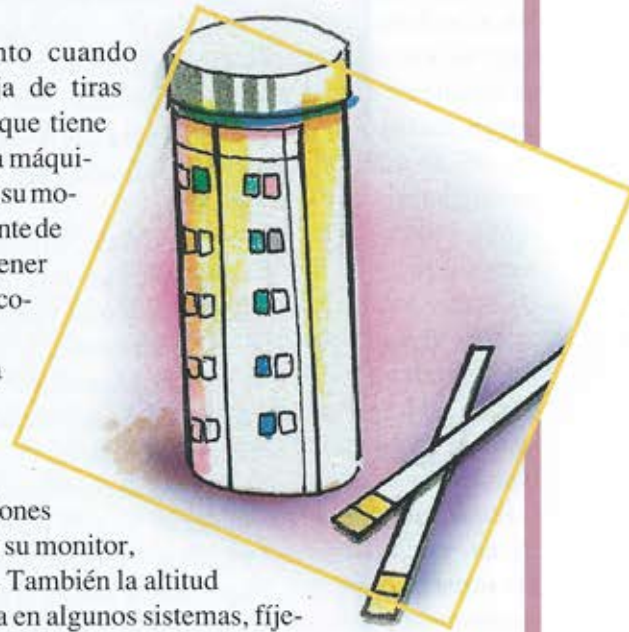 nto cuando
ja de tiras
que tiene
a máqui-
su mo-
nte de
ener
co-
a
ones
su monitor,
También la altitud
a en algunos sistemas, fíje-